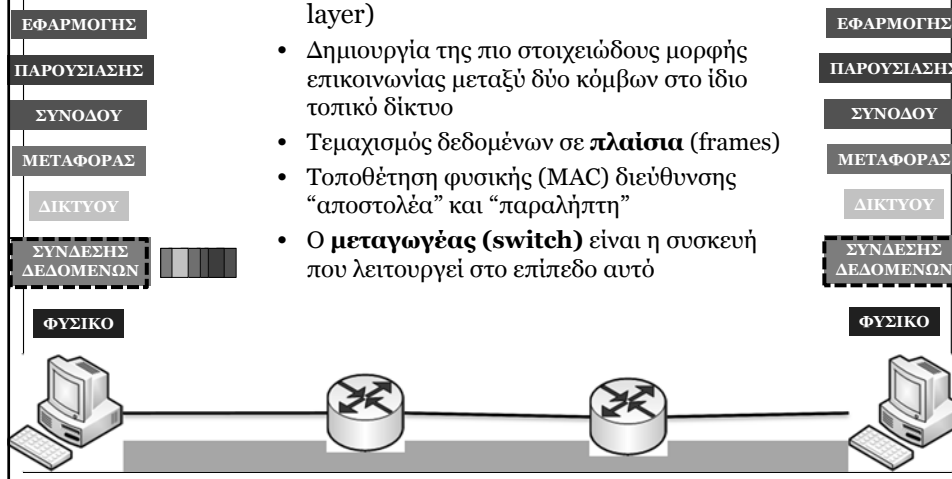 ΕΦΑΡΜΟΓΗΣ
ΠΑΡΟΥΣΙΑΣΗΣ
ΣΥΝΟΔΟΥ
ΜΕΤΑΦΟΡΑΣ
ΔΙΚΤΥΟΥ
ΣΥΝΔΕΣΗΣ
ΔΕΔΟΜΕΝΩΝ
ΦΥΣΙΚΟ
layer)
• Δημιουργία της πιο στοιχειώδους μορφής
επικοινωνίας μεταξύ δύο κόμβων στο ίδιο
τοπικό δίκτυο
• Τεμαχισμός δεδομένων σε πλαίσια (frames)
• Τοποθέτηση φυσικής (MAC) διεύθυνσης
“αποστολέα” και “παραλήπτη”
• Ο μεταγωγέας (switch) είναι η συσκευή
που λειτουργεί στο επίπεδο αυτό
ΕΦΑΡΜΟΓΗΣ
ΠΑΡΟΥΣΙΑΣΗΣ
ΣΥΝΟΔΟΥ
ΜΕΤΑΦΟΡΑΣ
ΔΙΚΤΥΟΥ
ΣΥΝΔΕΣΗΣ
ΔΕΔΟΜΕΝΩΝ
ΦΥΣΙΚΟ